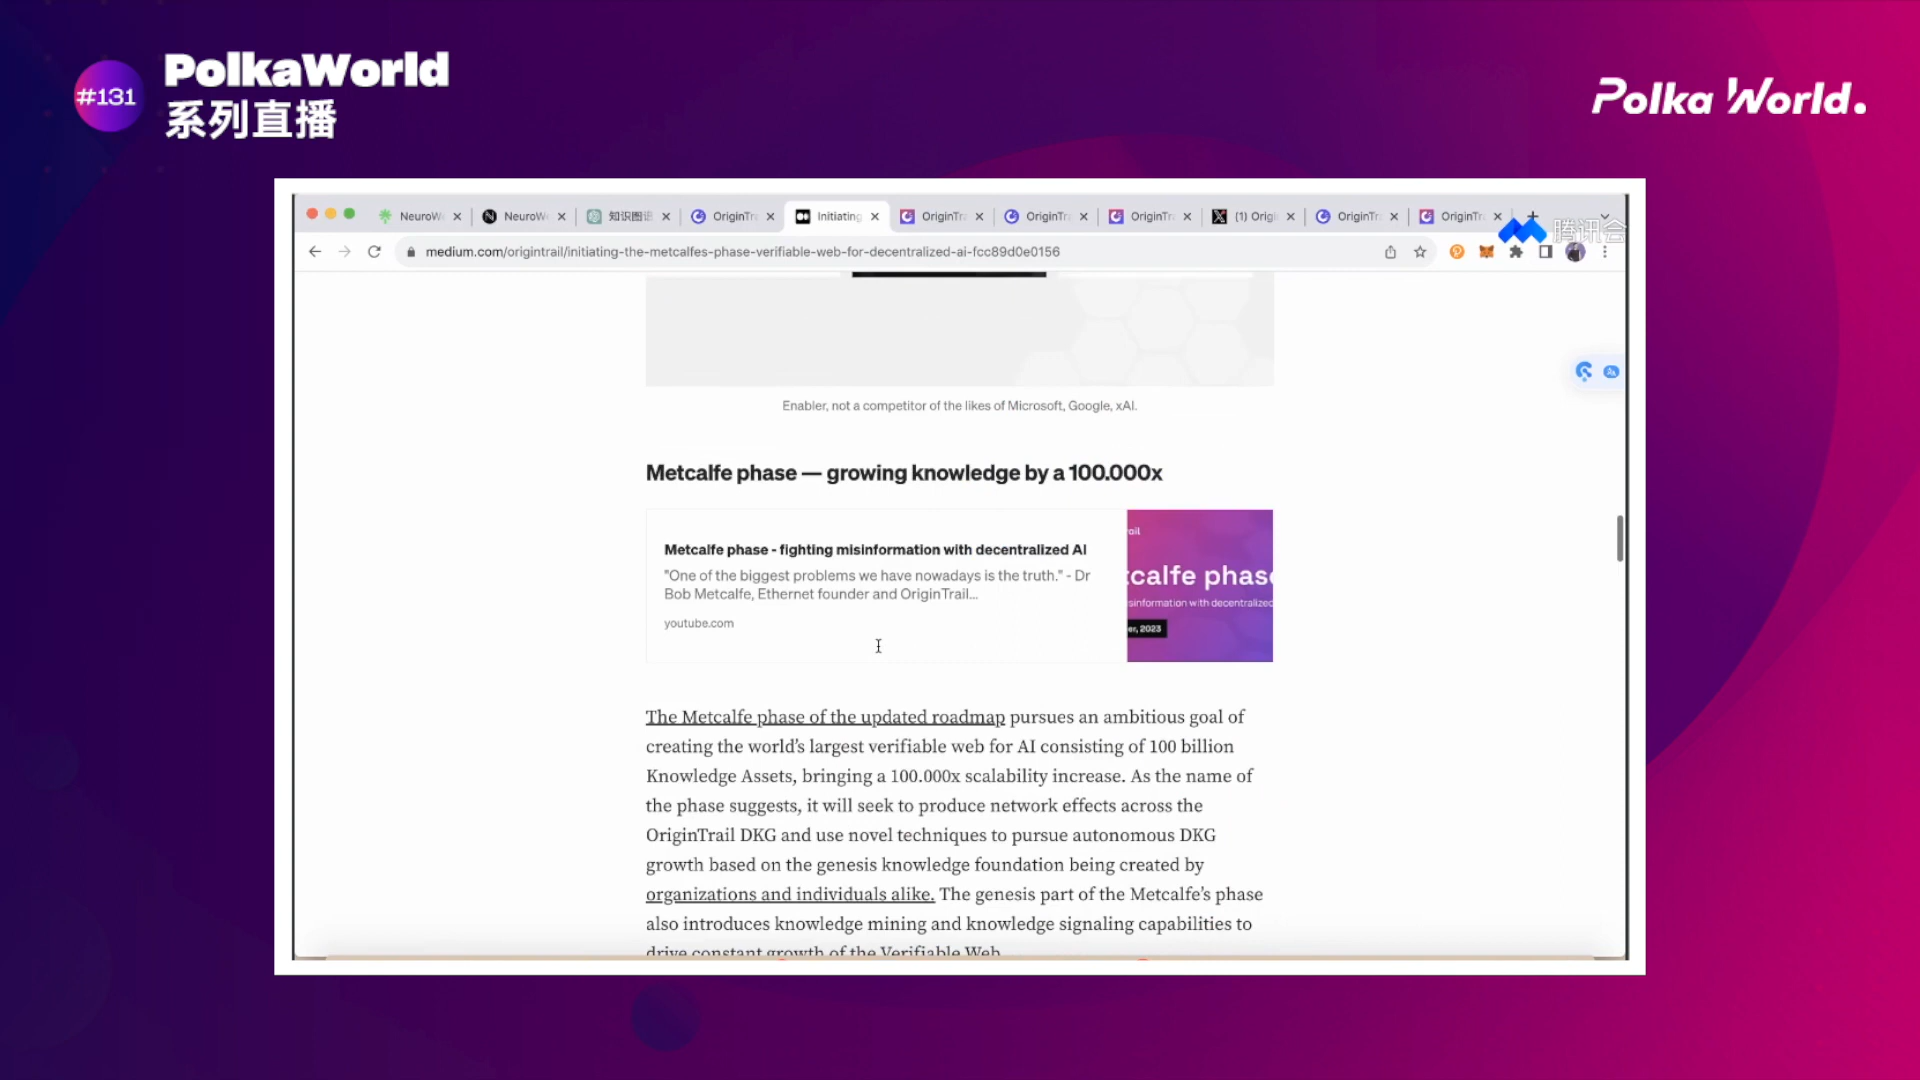 #131
PolkaWorld
系列直播
Polka World.
NeuroW
NeuroW
知识图谱
OriginTr
Initiating
OriginTr
OriginTr
OriginTr
(1) Origi
OriginTr
OriginTr
腾讯会
medium.com/origintrail/initiating-the-metcalfes-phase-verifiable-web-for-decentralized-ai-fcc89d0e0156
Enabler, not a competitor of the likes of Microsoft, Google, xAI.
Metcalfe phase — growing knowledge by a 100.000x
Metcalfe phase - fighting misinformation with decentralized AI
"One of the biggest problems we have nowadays is the truth." - Dr
Bob Metcalfe, Ethernet founder and OriginTrail...
youtube.com
ail
tcalfe phase
isinformation with decentralized
er, 2023
The Metcalfe phase of the updated roadmap pursues an ambitious goal of
creating the world's largest verifiable web for AI consisting of 100 billion
Knowledge Assets, bringing a 100.000x scalability increase. As the name of
the phase suggests, it will seek to produce network effects across the
OriginTrail DKG and use novel techniques to pursue autonomous DKG
growth based on the genesis knowledge foundation being created by
organizations and individuals alike. The genesis part of the Metcalfe's phase
also introduces knowledge mining and knowledge signaling capabilities to
drive constant growth of the Verifiable Web.